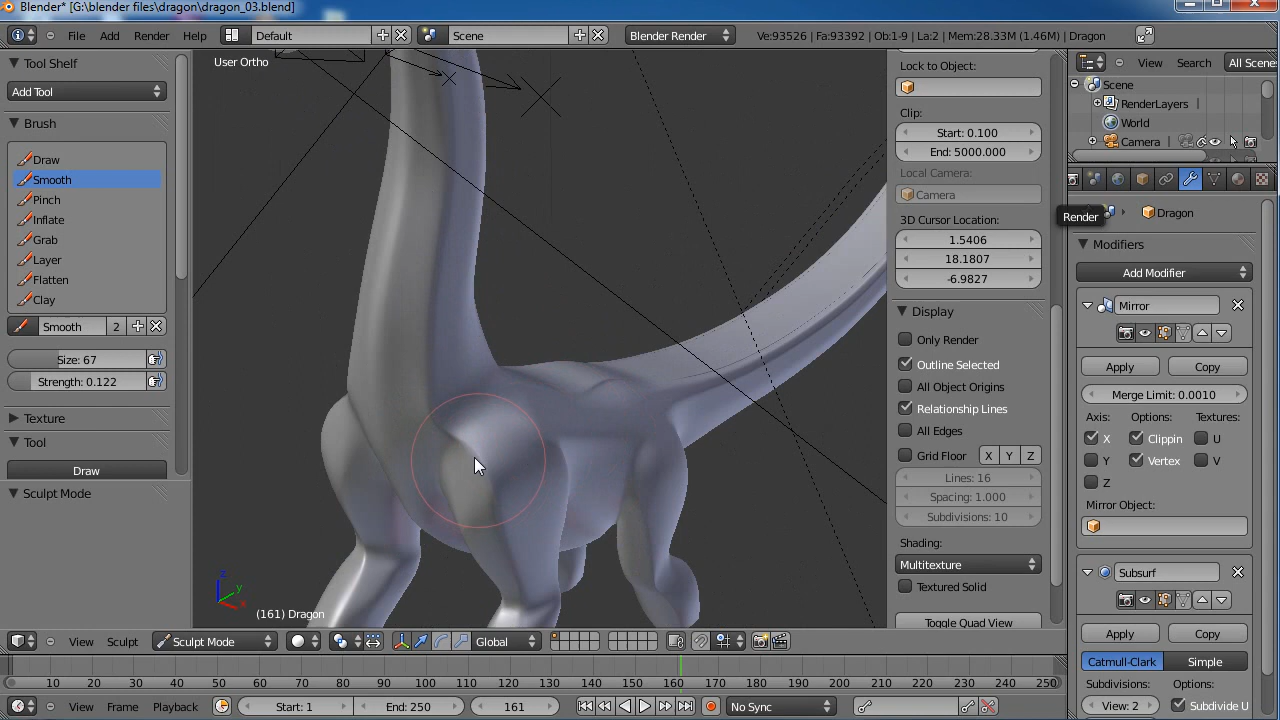 Blender* [G:\blender files\dragon\dragon_03.blend]
File Add Render Help Default Scene Blender Render Ve:93526 | Fa:93392 | Ob:1-9 | La:2 | Mem:28.33M (1.46M) | Dragon
Tool Shelf
Add Tool
Brush
Draw
Smooth
Pinch
Inflate
Grab
Layer
Flatten
Clay
Smooth 2
Size: 67
Strength: 0.122
Texture
Tool
Draw
Sculpt Mode
User Ortho
z
y
x
(161) Dragon
Lock to Object:
Clip:
Start: 0.100
End: 5000.000
Local Camera:
Camera
3D Cursor Location:
1.5406
18.1807
-6.9827
Display
Only Render
Outline Selected
All Object Origins
Relationship Lines
All Edges
Grid Floor X Y Z
Lines: 16
Spacing: 1.000
Subdivisions: 10
Shading:
Multitexture
Textured Solid
Toggle Quad View
View Search All Scene
Scene
RenderLayers
World
Camera
Render
Dragon
Modifiers
Add Modifier
Mirror
Apply Copy
Merge Limit: 0.0010
Axis: Options: Textures:
X Clippin U
Y Vertex V
Z
Mirror Object:
Subsurf
Apply Copy
Catmull-Clark Simple
Subdivisions: Options:
View: 2 Subdivide U
View Sculpt Sculpt Mode Global
10 20 30 40 50 60 70 80 90 100 110 120 130 140 150 160 170 180 190 200 210 220 230 240 250
View Frame Playback Start: 1 End: 250 161 No Sync